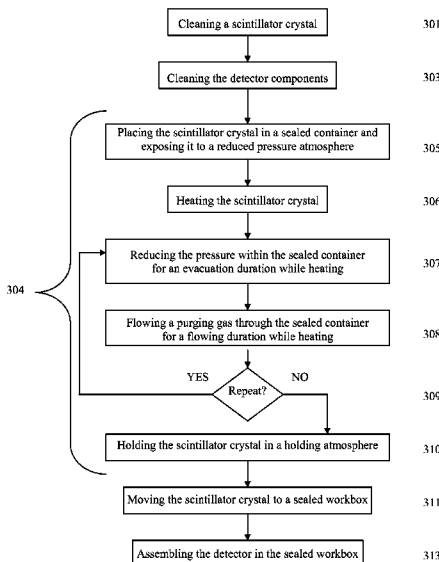 Cleaning a scintillator crystal 301
Cleaning the detector components 303
Placing the scintillator crystal in a sealed container and
exposing it to a reduced pressure atmosphere 305
Heating the scintillator crystal 306
Reducing the pressure within the sealed container
for an evacuation duration while heating 307
304
Flowing a purging gas through the sealed container
for a flowing duration while heating 308
YES NO
Repeat? 309
Holding the scintillator crystal in a holding atmosphere 310
Moving the scintillator crystal to a sealed workbox 311
Assembling the detector in the sealed workbox 313